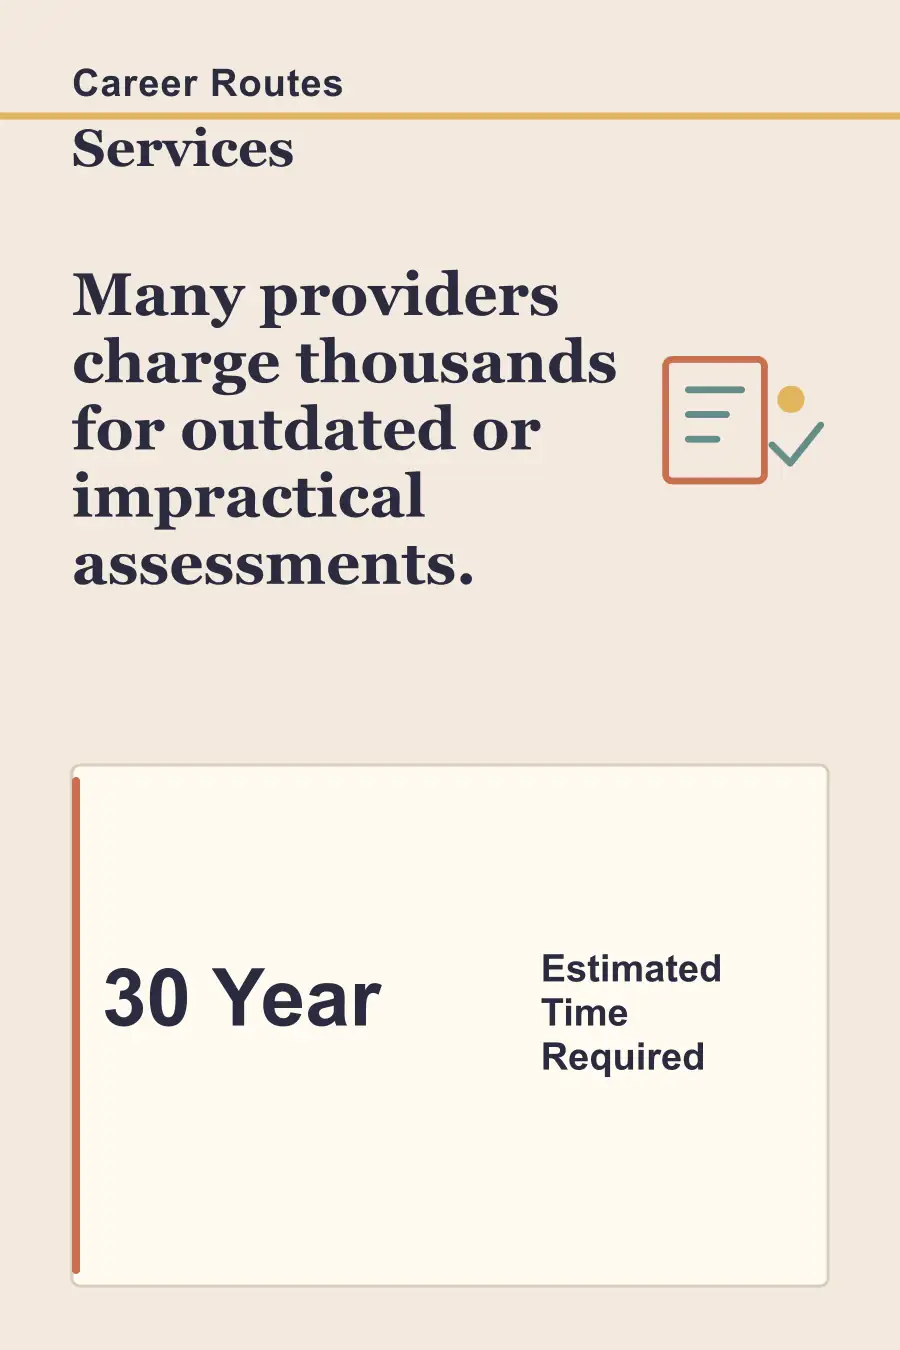 Career Routes
Services
Many providers
charge thousands
for outdated or
impractical
assessments.
30 Year
Estimated
Time
Required